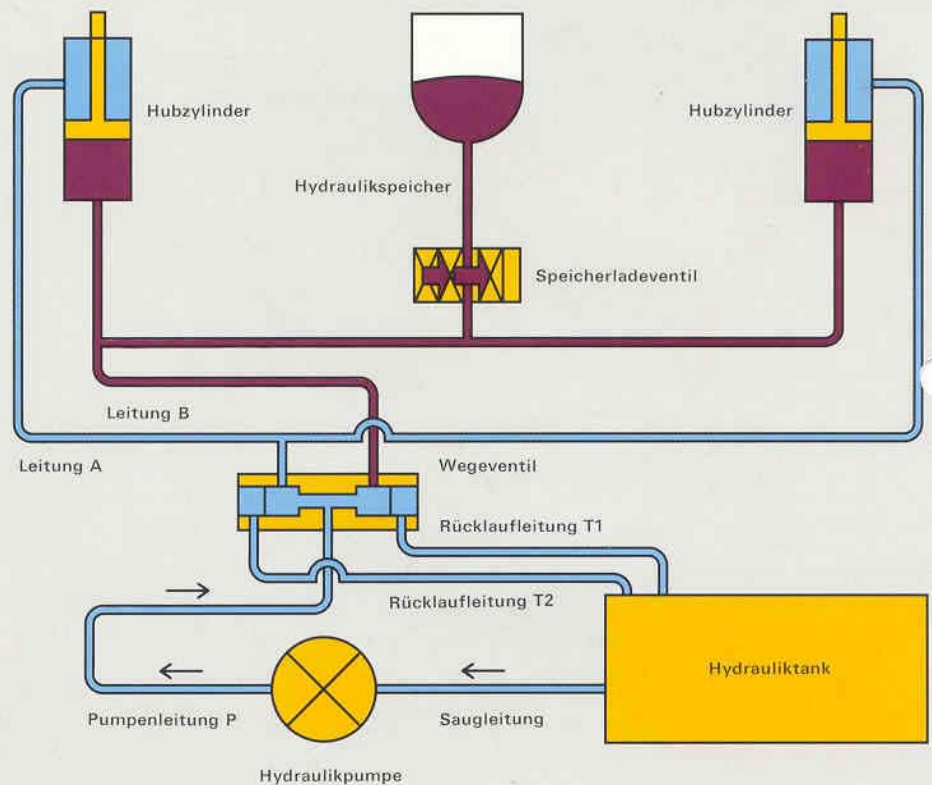 Hubzylinder
Hubzylinder
Hydraulikspeicher
Speicherladeventil
Leitung B
Leitung A
Wegeventil
Rücklaufleitung T1
Rücklaufleitung T2
Hydrauliktank
Pumpenleitung P
Saugleitung
Hydraulikpumpe